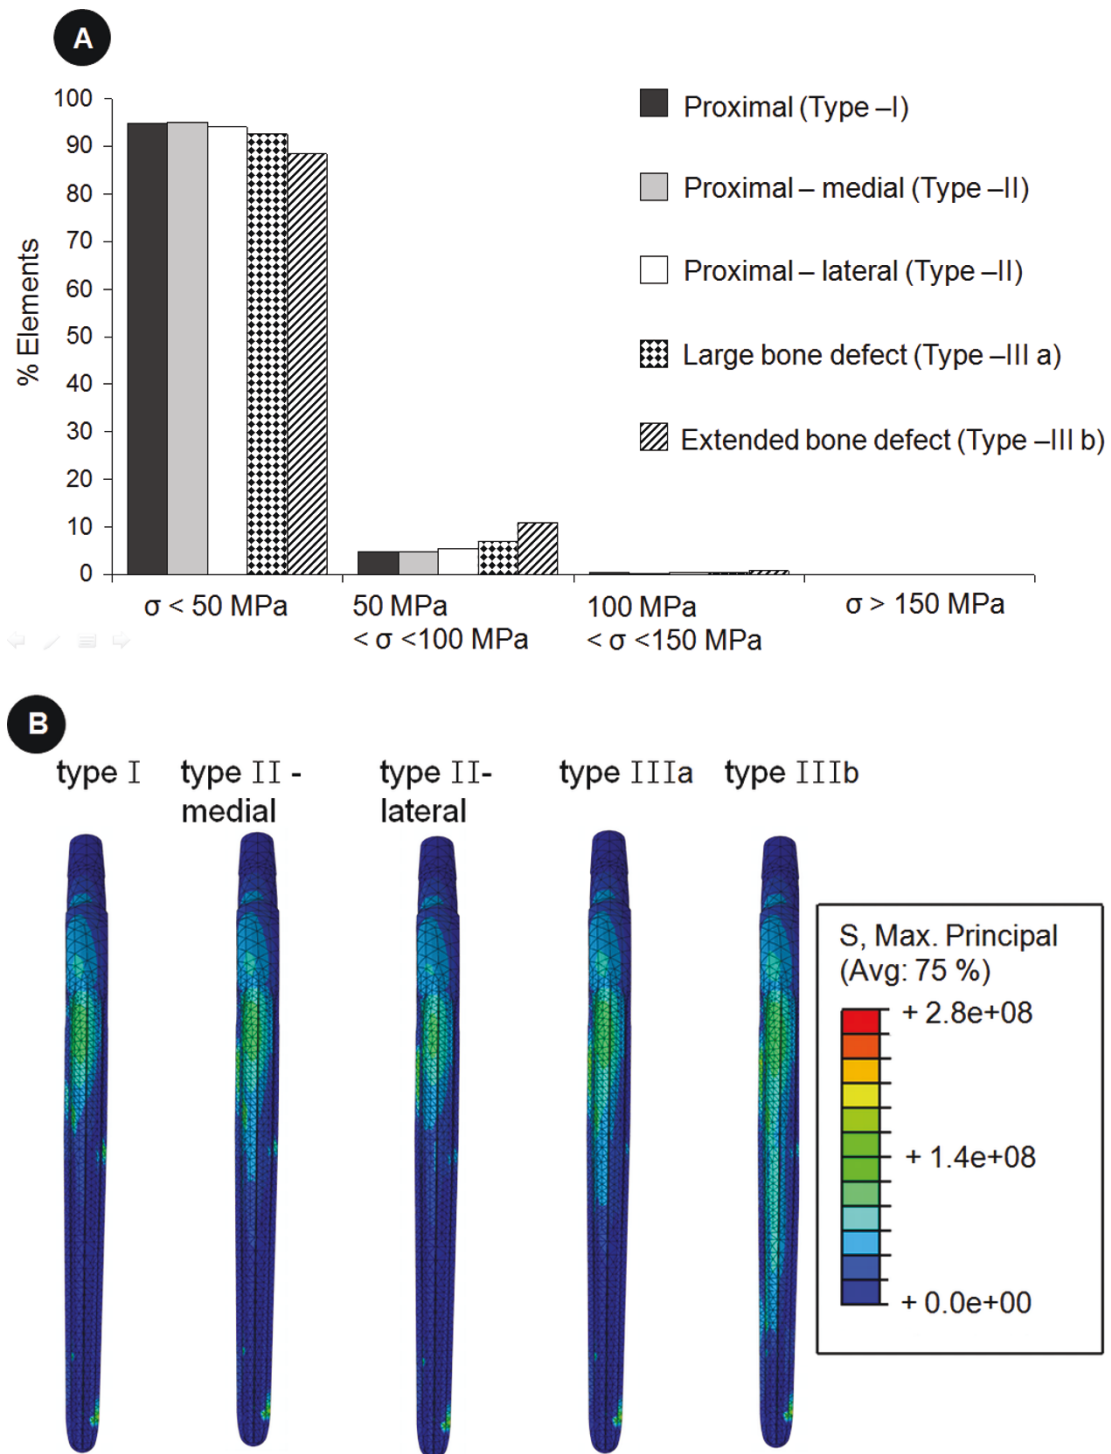 A
100
90
80
70
60
50
40
30
20
10
0
% Elements
Proximal (Type –I)
Proximal – medial (Type –II)
Proximal – lateral (Type –II)
Large bone defect (Type –III a)
Extended bone defect (Type –III b)
σ < 50 MPa
50 MPa
< σ <100 MPa
100 MPa
< σ <150 MPa
σ > 150 MPa
B
type I
type II -
medial
type II-
lateral
type IIIa
type IIIb
S, Max. Principal
(Avg: 75 %)
+ 2.8e+08
+ 1.4e+08
+ 0.0e+00